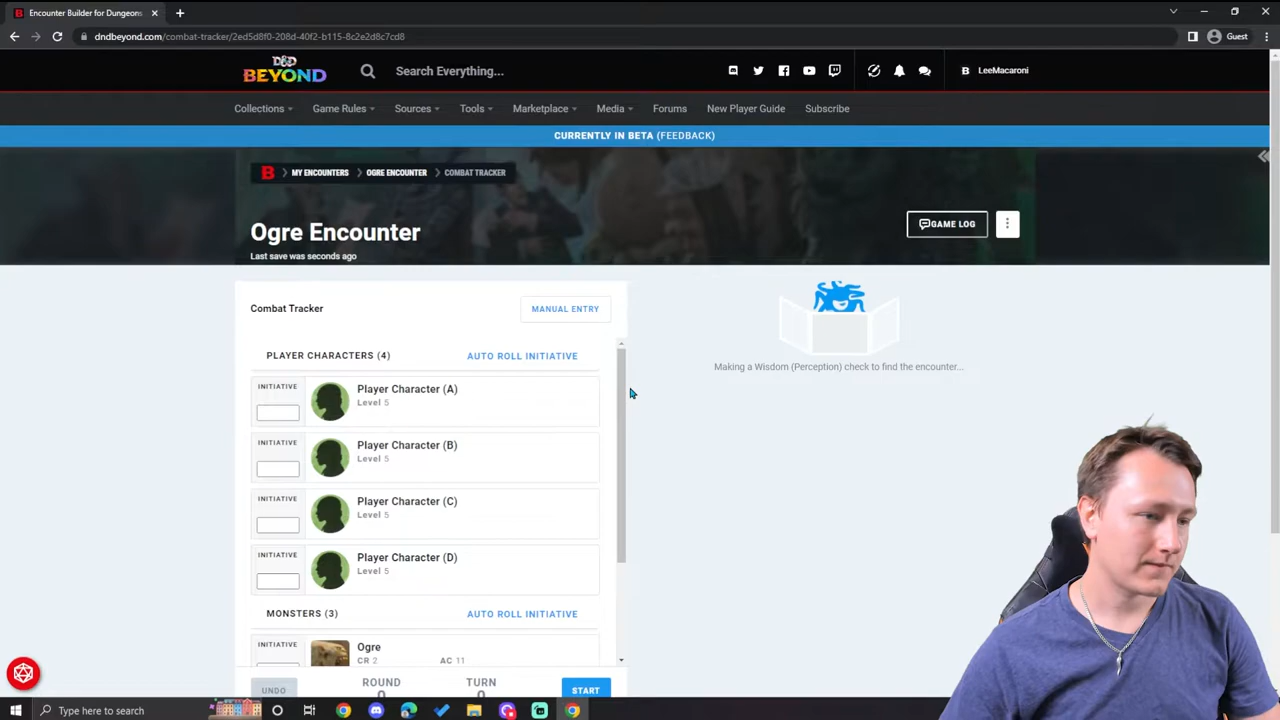 Encounter Builder for Dungeons
dndbeyond.com/combat-tracker/2ed5d8f0-208d-40f2-b115-8c2e2d8c7cd8
Guest
D&D
BEYOND
Search Everything...
B LeeMacaroni
Collections
Game Rules
Sources
Tools
Marketplace
Media
Forums
New Player Guide
Subscribe
CURRENTLY IN BETA (FEEDBACK)
B
MY ENCOUNTERS
OGRE ENCOUNTER
COMBAT TRACKER
Ogre Encounter
Last save was seconds ago
GAME LOG
Combat Tracker
MANUAL ENTRY
PLAYER CHARACTERS (4)
AUTO ROLL INITIATIVE
INITIATIVE
Player Character (A)
Level 5
INITIATIVE
Player Character (B)
Level 5
INITIATIVE
Player Character (C)
Level 5
INITIATIVE
Player Character (D)
Level 5
MONSTERS (3)
AUTO ROLL INITIATIVE
INITIATIVE
Ogre
CR 2
AC 11
UNDO
ROUND
0
TURN
0
START
Making a Wisdom (Perception) check to find the encounter...
Type here to search